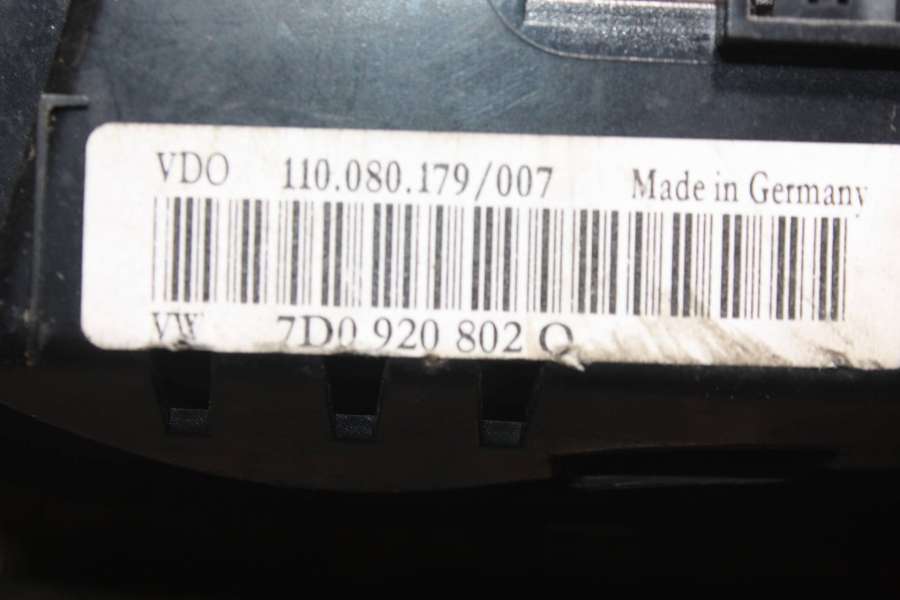 VDO 110.080.179/007 Made in Germany
VW 7D0 920 802 Q